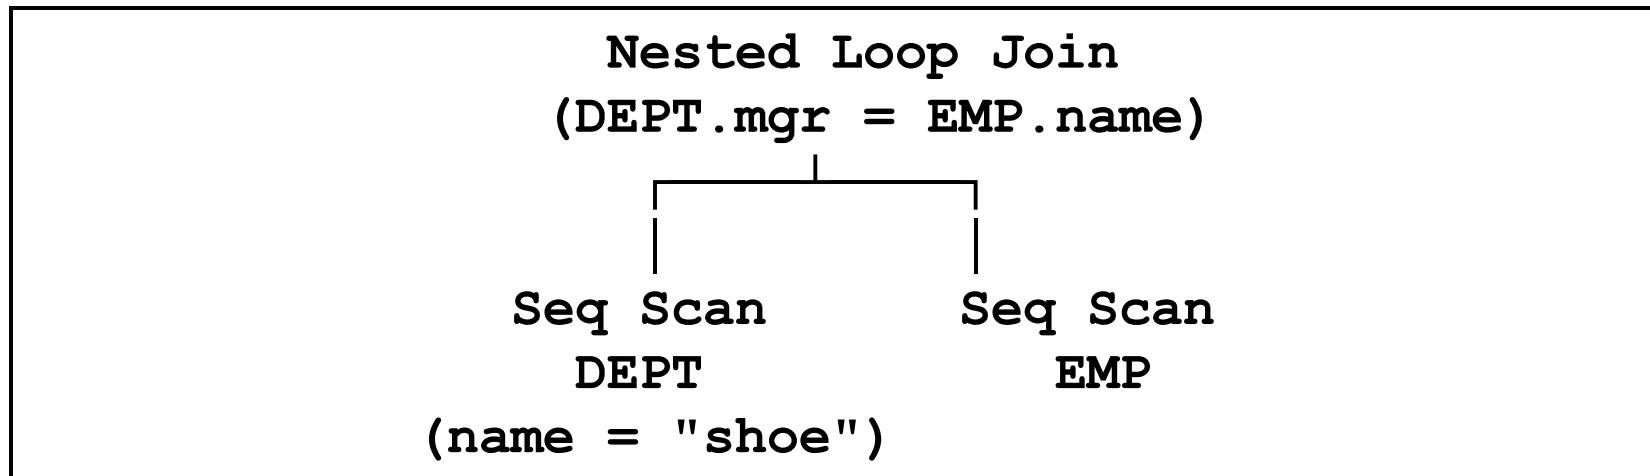 Nested Loop Join
(DEPT.mgr = EMP.name)
Seq Scan Seq Scan
DEPT EMP
(name = "shoe")